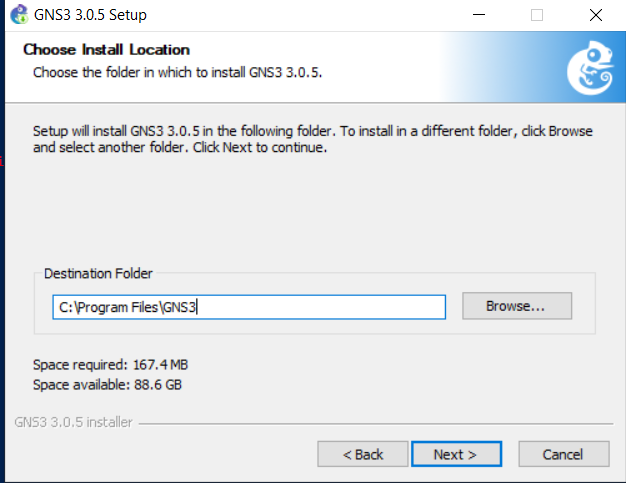 GNS3 3.0.5 Setup
Choose Install Location
Choose the folder in which to install GNS3 3.0.5.
Setup will install GNS3 3.0.5 in the following folder. To install in a different folder, click Browse
and select another folder. Click Next to continue.
Destination Folder
C:\Program Files\GNS3
Browse...
Space required: 167.4 MB
Space available: 88.6 GB
GNS3 3.0.5 installer
< Back
Next >
Cancel